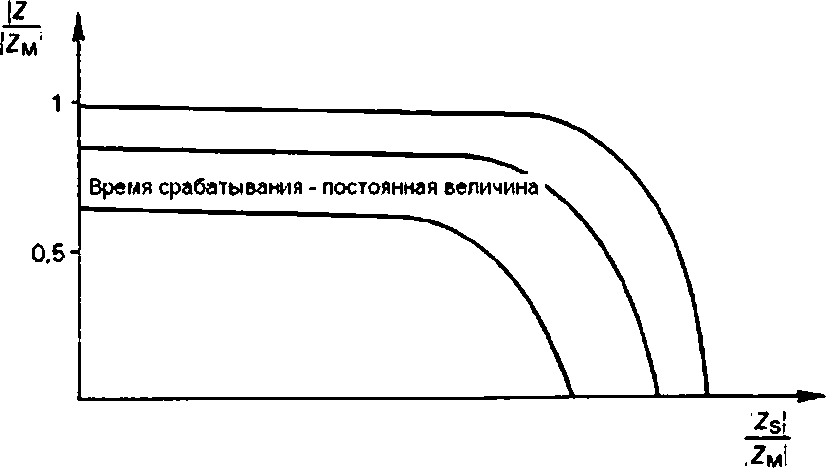 |Z
|Z_M|
1
Время срабатывания - постоянная величина
0,5
Z_S|
Z_M|